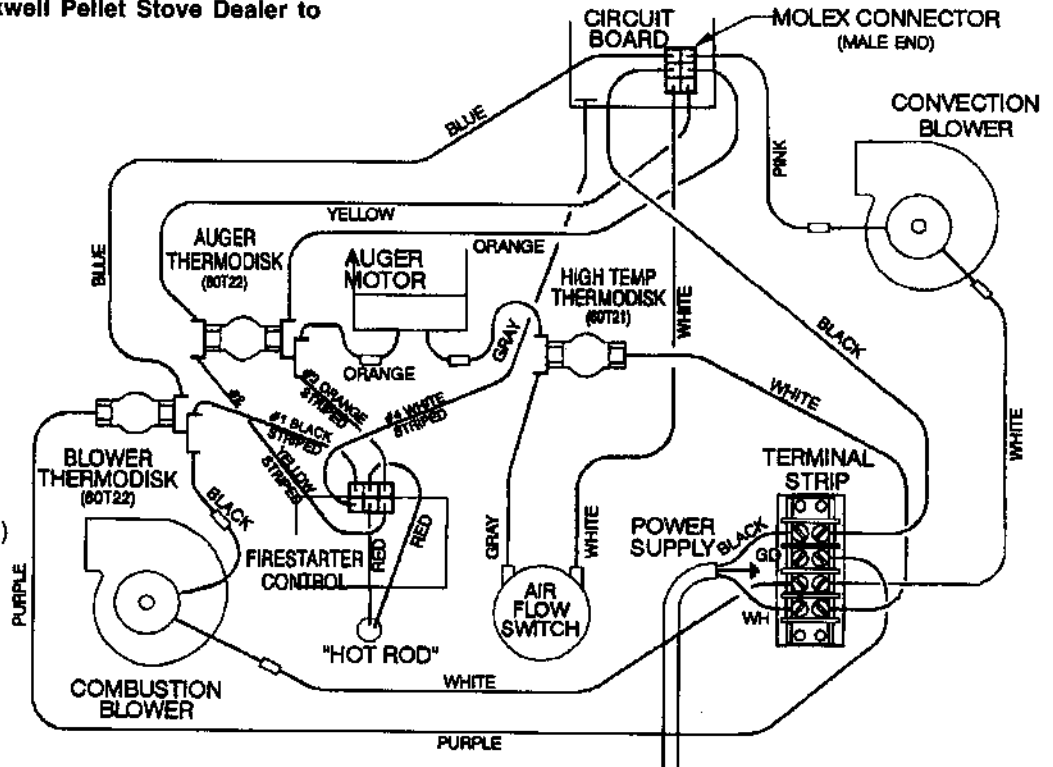 xwell Pellet Stove Dealer to
CIRCUIT
BOARD
MOLEX CONNECTOR
(MALE END)
CONVECTION
BLOWER
BLUE
PINK
YELLOW
ORANGE
AUGER
THERMODISK
(60T22)
AUGER
MOTOR
HIGH TEMP
THERMODISK
(60T21)
BLUE
WHITE
GRAY
BLACK
ORANGE
#3 ORANGE
STRIPED
#2
#1 BLACK
STRIPED
#4 WHITE
STRIPED
YELLOW
STRIPED
WHITE
WHITE
BLOWER
THERMODISK
(60T22)
BLACK
TERMINAL
STRIP
POWER
SUPPLY
BLACK
GD
WH
GRAY
WHITE
RED
RED
FIRESTARTER
CONTROL
AIR
FLOW
SWITCH
)
PURPLE
"HOT ROD"
WHITE
COMBUSTION
BLOWER
PURPLE